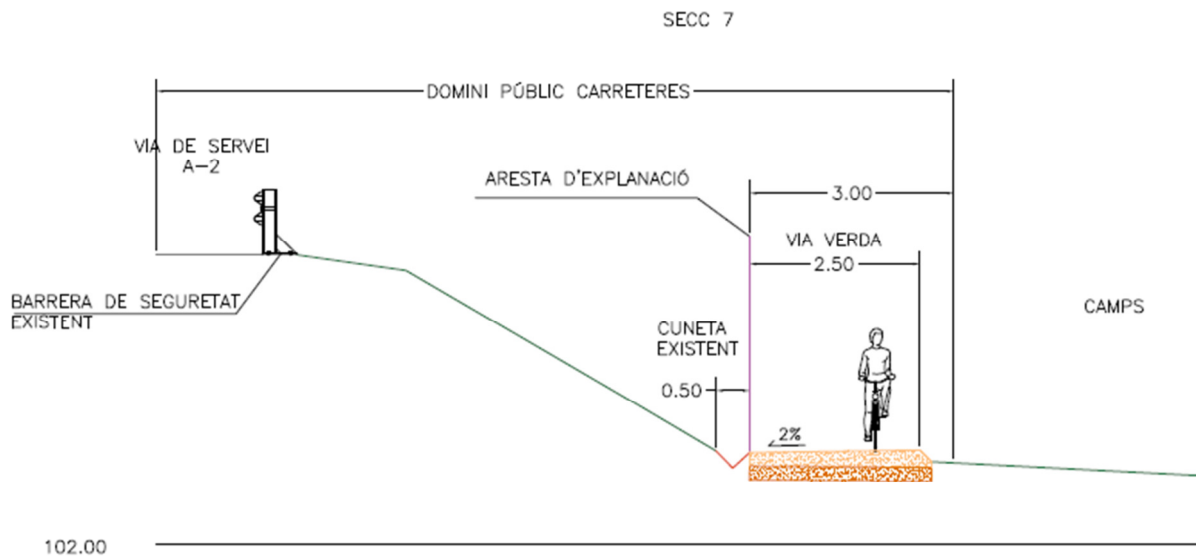 SECC 7
DOMINI PÚBLIC CARRETERES
VIA DE SERVEI
A-2
ARESTA D'EXPLANACIÓ
3.00
VIA VERDA
2.50
BARRERA DE SEGURETAT
EXISTENT
CAMPS
CUNETA
EXISTENT
0.50
2%
102.00